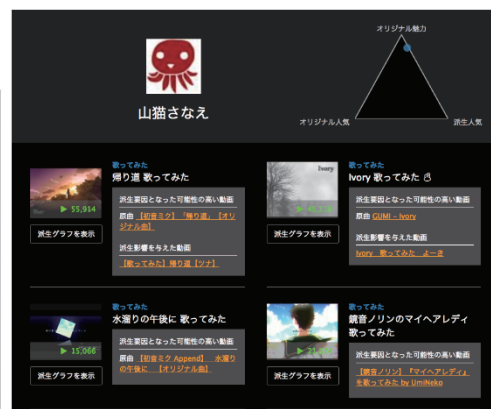 オリジナル魅力
山猫さなえ
オリジナル人気
派生人気
歌ってみた
帰り道 歌ってみた
派生要因となった可能性の高い動画
原曲 【初音ミク】「帰り道」【オリ
ジナル曲】
派生影響を与えた動画
【歌ってみた】帰り道【ツナ】
▶ 55,914
派生グラフを表示
歌ってみた
Ivory 歌ってみた
派生要因となった可能性の高い動画
原曲 GUMI - Ivory
派生影響を与えた動画
Ivory 歌ってみた よーき
Ivory
派生グラフを表示
歌ってみた
水溜りの午後に 歌ってみた
派生要因となった可能性の高い動画
原曲 【初音ミク Append】 水溜り
の午後に 【オリジナル曲】
▶ 15,066
派生グラフを表示
歌ってみた
鏡音ノリンのマイヘアレディ
歌ってみた
派生要因となった可能性の高い動画
【鏡音ノリン】『マイヘアレディ』
を歌ってみた by UmiNeko
派生グラフを表示